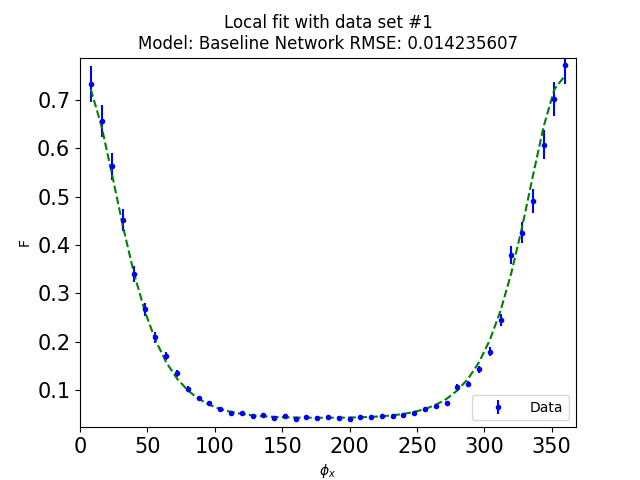 Local fit with data set #1
Model: Baseline Network RMSE: 0.014235607
0.7
0.6
0.5
0.4
0.3
0.2
0.1
F
0 50 100 150 200 250 300 350
ϕx
Data